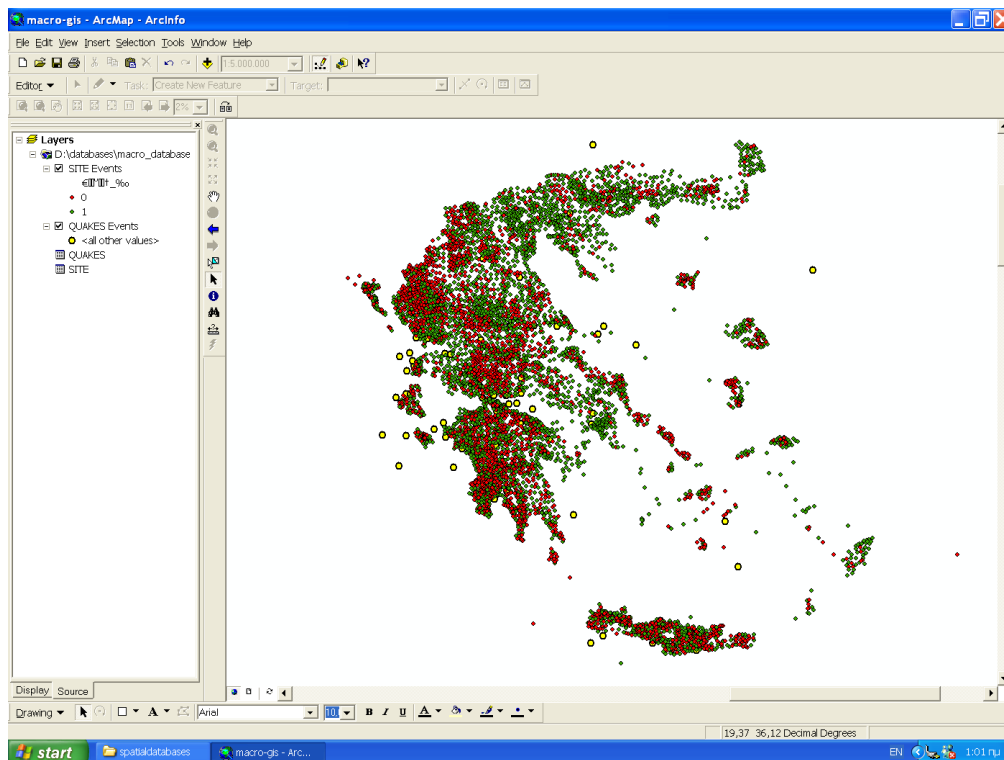 macro-gis - ArcMap - ArcInfo
File Edit View Insert Selection Tools Window Help
1:5.000.000
Editor Task: Create New Feature Target:
2%
Layers
D:\databases\macro_database
SITE Events
0
1
QUAKES Events
<all other values>
QUAKES
SITE
Display Source
Drawing A Arial 10 B I U A
19,37 36,12 Decimal Degrees
start spatialdatabases macro-gis - Arc... EN 1:01 πμ